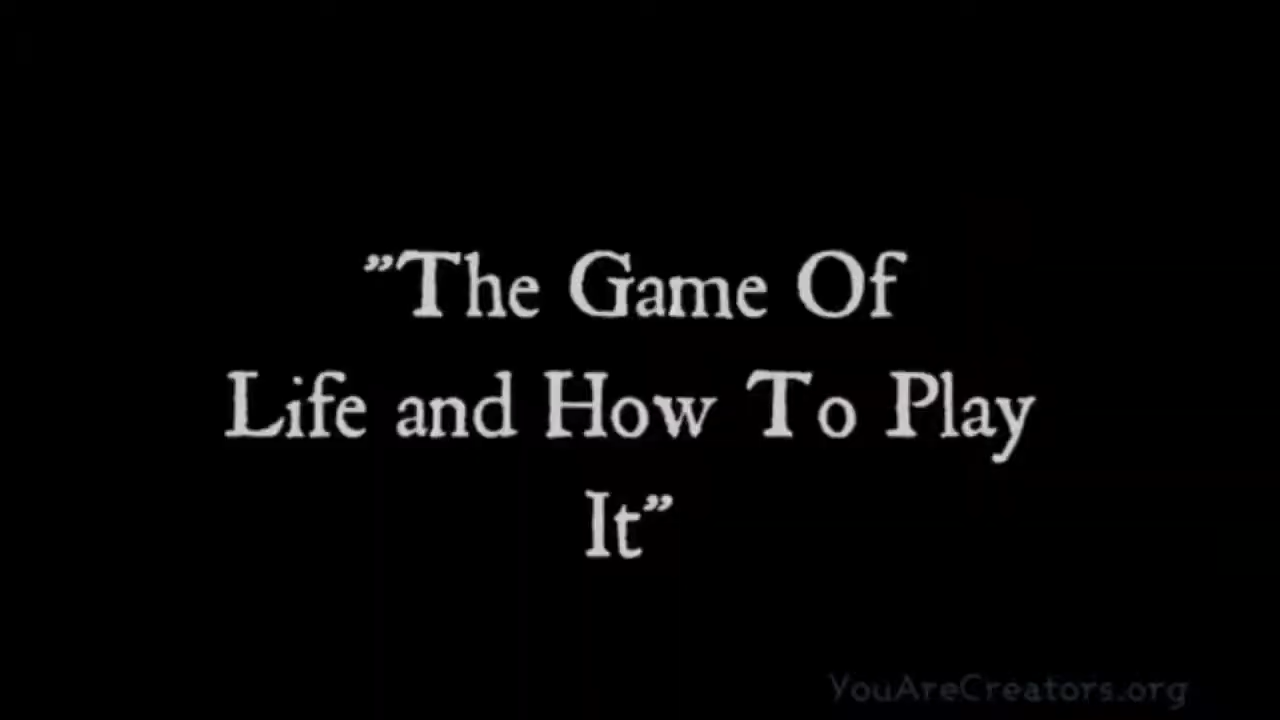 ”The Game Of
Life and How To Play
It”
YouAreCreators.org